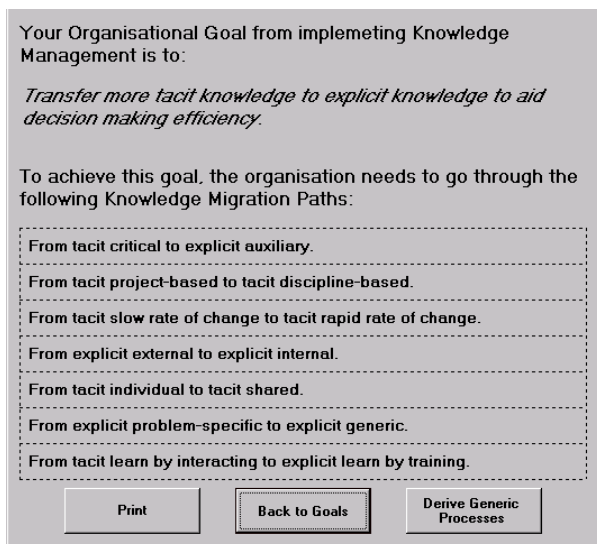 Your Organisational Goal from implemeting Knowledge
Management is to:
Transfer more tacit knowledge to explicit knowledge to aid
decision making efficiency.
To achieve this goal, the organisation needs to go through the
following Knowledge Migration Paths:
From tacit critical to explicit auxiliary.
From tacit project-based to tacit discipline-based.
From tacit slow rate of change to tacit rapid rate of change.
From explicit external to explicit internal.
From tacit individual to tacit shared.
From explicit problem-specific to explicit generic.
From tacit learn by interacting to explicit learn by training.
Print
Back to Goals
Derive Generic
Processes